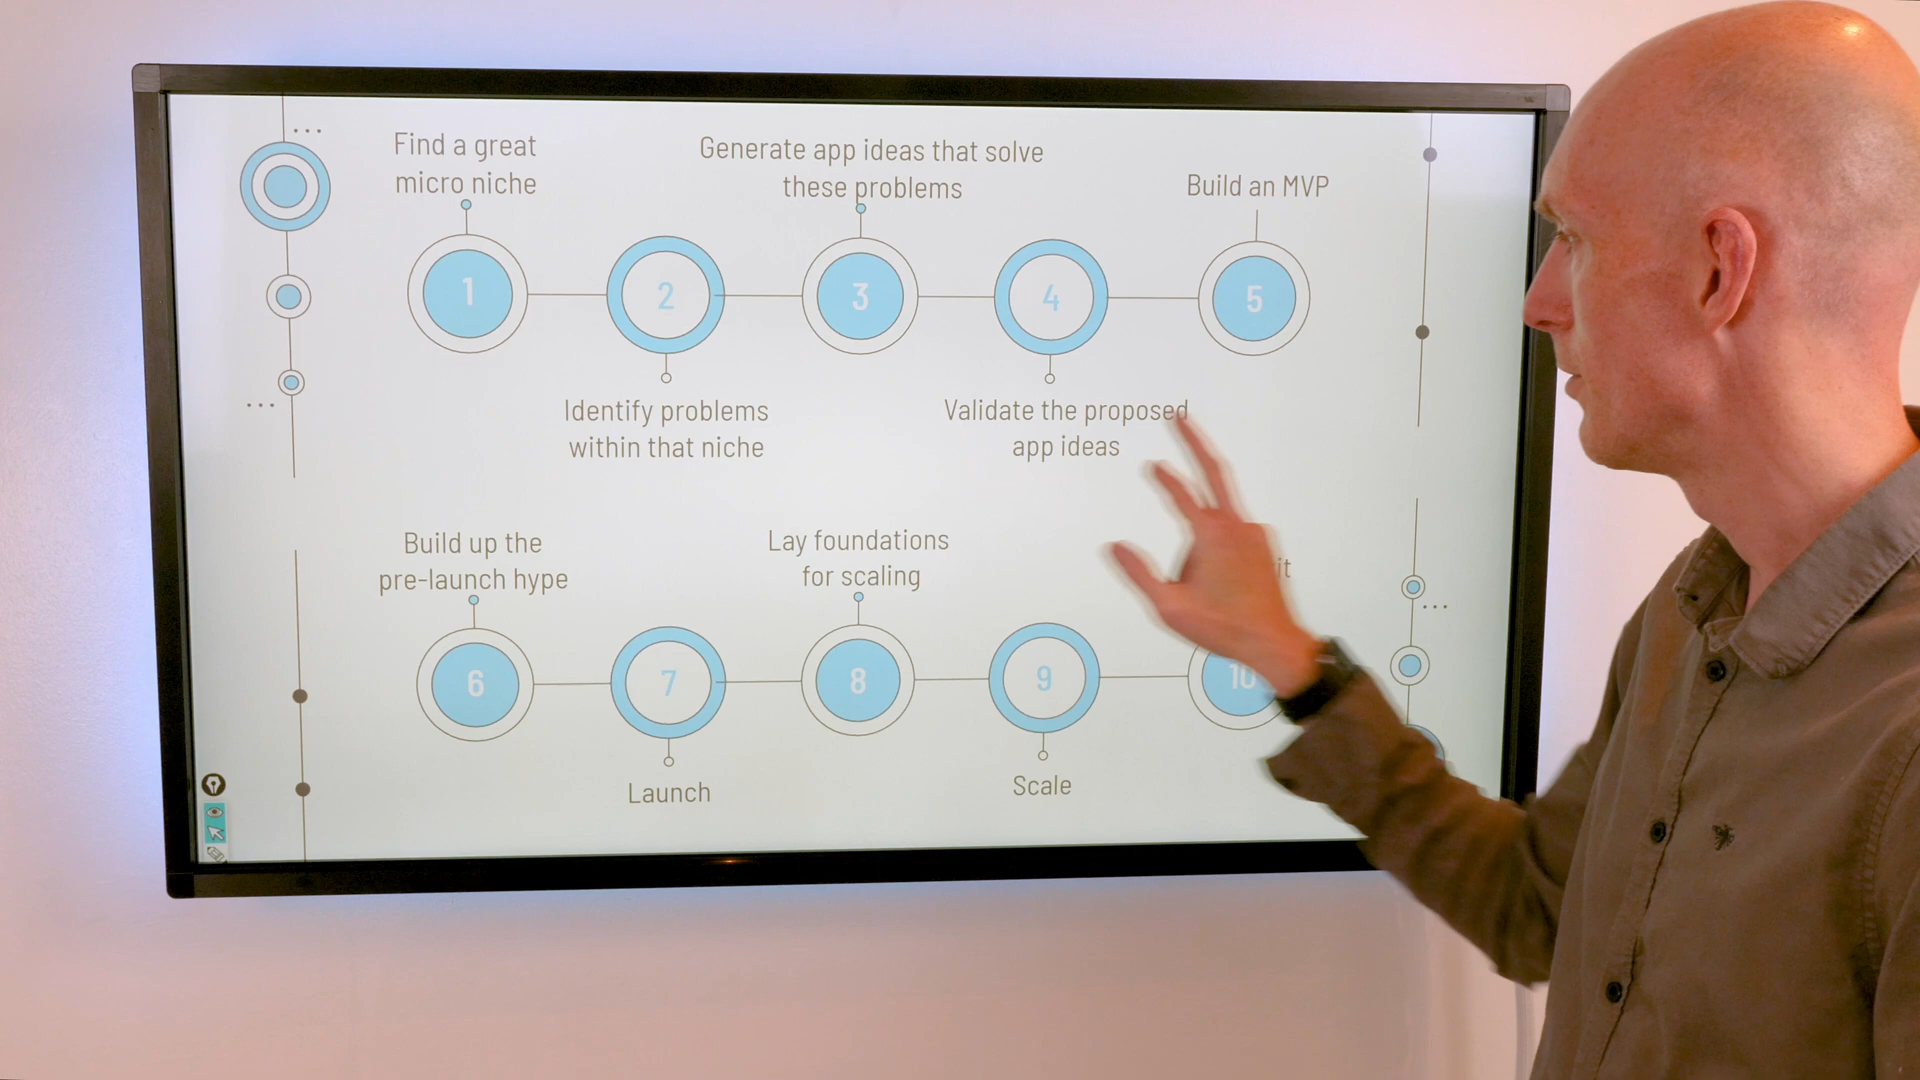 Find a great
micro niche
Generate app ideas that solve
these problems
Build an MVP
1
2
3
4
5
Identify problems
within that niche
Validate the proposed
app ideas
Build up the
pre-launch hype
Lay foundations
for scaling
6
7
8
9
10
Launch
Scale